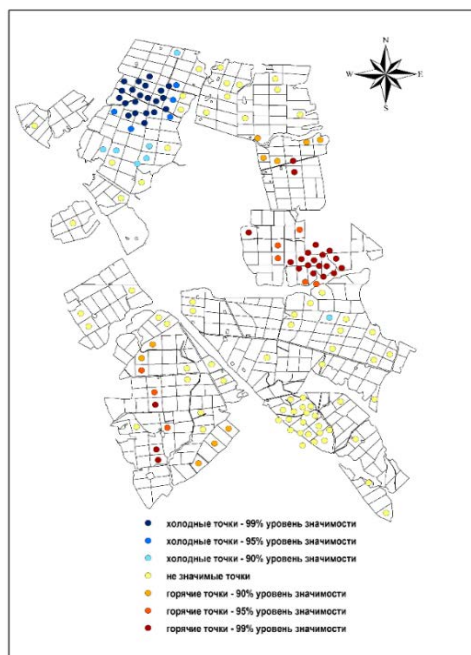 N
W E
S
холодные точки - 99% уровень значимости
холодные точки - 95% уровень значимости
холодные точки - 90% уровень значимости
не значимые точки
горячие точки - 90% уровень значимости
горячие точки - 95% уровень значимости
горячие точки - 99% уровень значимости